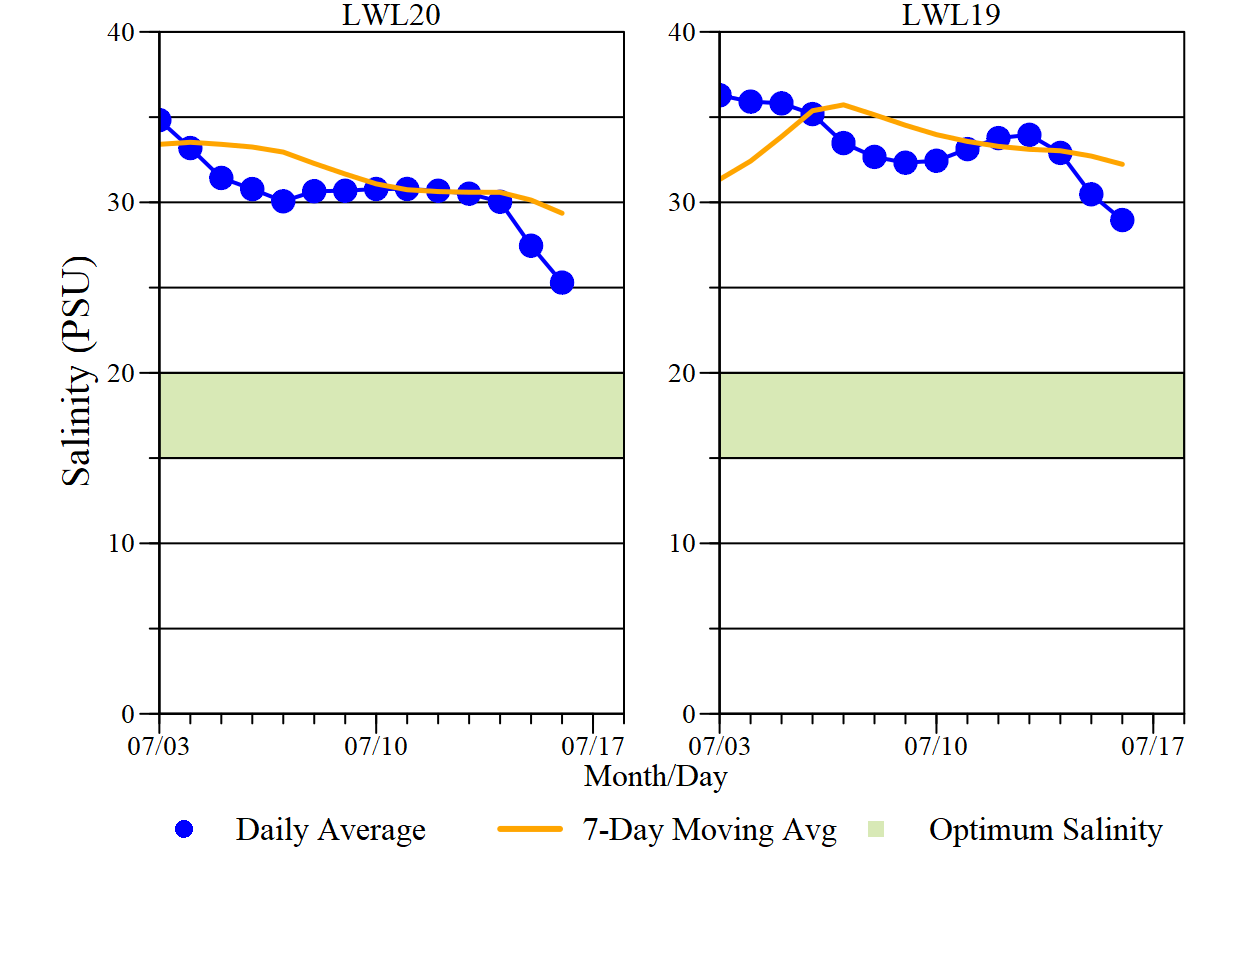 LWL20
LWL19
40
30
20
10
0
40
30
20
10
0
Salinity (PSU)
07/03
07/10
07/17
07/03
07/10
07/17
Month/Day
Daily Average
7-Day Moving Avg
Optimum Salinity